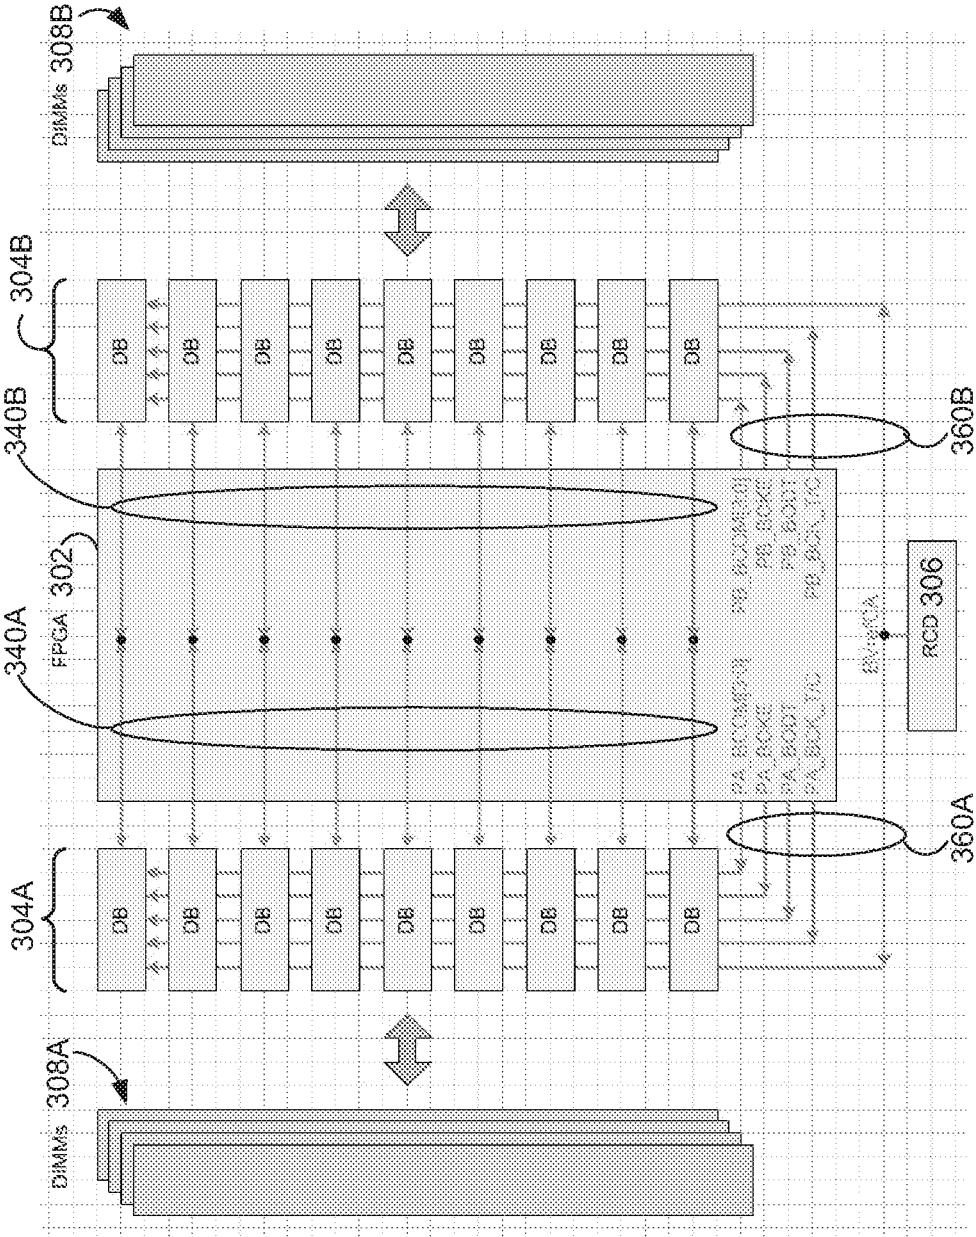 DIMMs 308A
304A
DB
DB
DB
DB
DB
DB
DB
DB
DB
360A
340A
FPGA 302
340B
PA_BCOM[3:0]
PA_BCKE
PA_BODT
PA_BCK_T/C
PB_BCOM[3:0]
PB_BCKE
PB_BODT
PB_BCK_T/C
BVrefCA
RCD 306
304B
DB
DB
DB
DB
DB
DB
DB
DB
DB
360B
DIMMs 308B